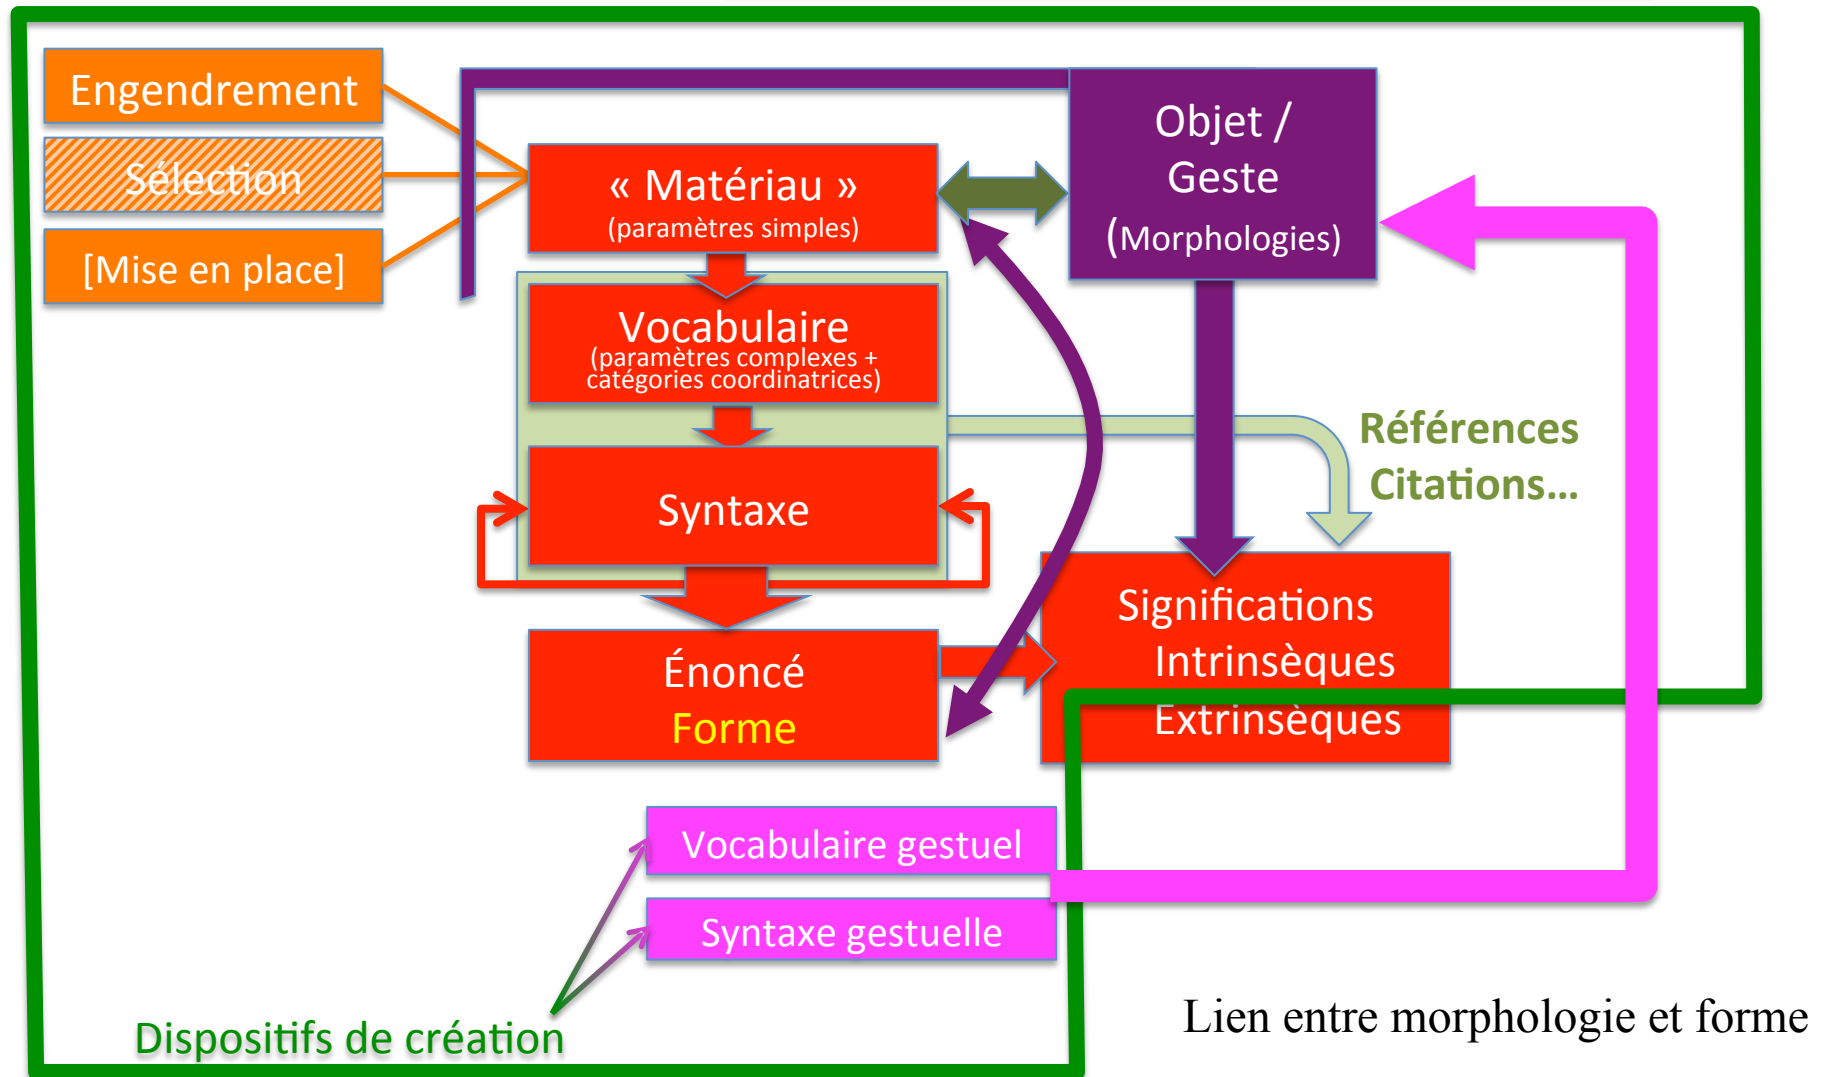 Engendrement
Sélection
[Mise en place]
« Matériau »
(paramètres simples)
Objet /
Geste
(Morphologies)
Vocabulaire
(paramètres complexes +
catégories coordinatrices)
Syntaxe
Références
Citations...
Énoncé
Forme
Significations
Intrinsèques
Extrinsèques
Vocabulaire gestuel
Syntaxe gestuelle
Dispositifs de création
Lien entre morphologie et forme